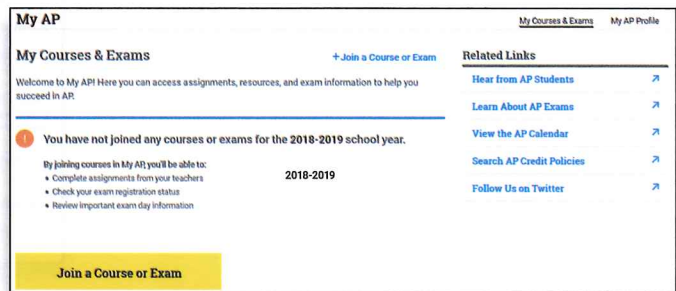 My AP
My Courses & Exams My AP Profile
My Courses & Exams
+Join a Course or Exam
Welcome to My AP! Here you can access assignments, resources, and exam information to help you
succeed in AP.
! You have not joined any courses or exams for the 2018-2019 school year.
By joining courses in My AP, you'll be able to:
• Complete assignments from your teachers
• Check your exam registration status
• Review important exam day information
2018-2019
Join a Course or Exam
Related Links
Hear from AP Students
Learn About AP Exams
View the AP Calendar
Search AP Credit Policies
Follow Us on Twitter